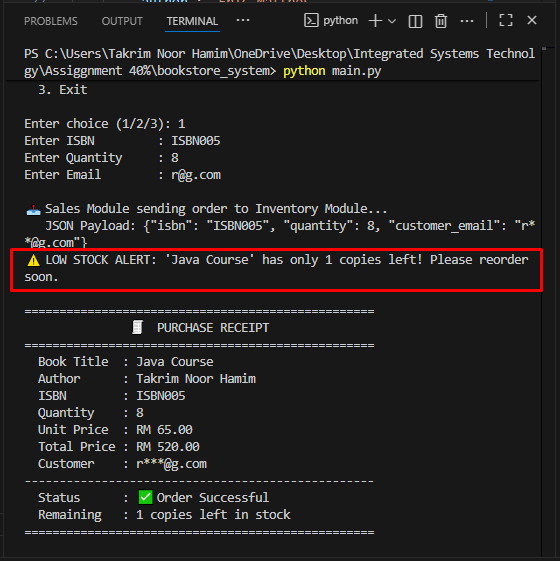 PROBLEMS OUTPUT TERMINAL ... python
PS C:\Users\Takrim Noor Hamim\OneDrive\Desktop\Integrated Systems Technol
gy\Assiggnment 40%\bookstore_system> python main.py
3. Exit
Enter choice (1/2/3): 1
Enter ISBN : ISBN005
Enter Quantity : 8
Enter Email : r@g.com
📤 Sales Module sending order to Inventory Module...
JSON Payload: {"isbn": "ISBN005", "quantity": 8, "customer_email": "r*
*@g.com"}
⚠️ LOW STOCK ALERT: 'Java Course' has only 1 copies left! Please reorder
soon.
==================================================
🧾 PURCHASE RECEIPT
==================================================
Book Title : Java Course
Author : Takrim Noor Hamim
ISBN : ISBN005
Quantity : 8
Unit Price : RM 65.00
Total Price : RM 520.00
Customer : r***@g.com
--------------------------------------------------
Status : ✅ Order Successful
Remaining : 1 copies left in stock
==================================================